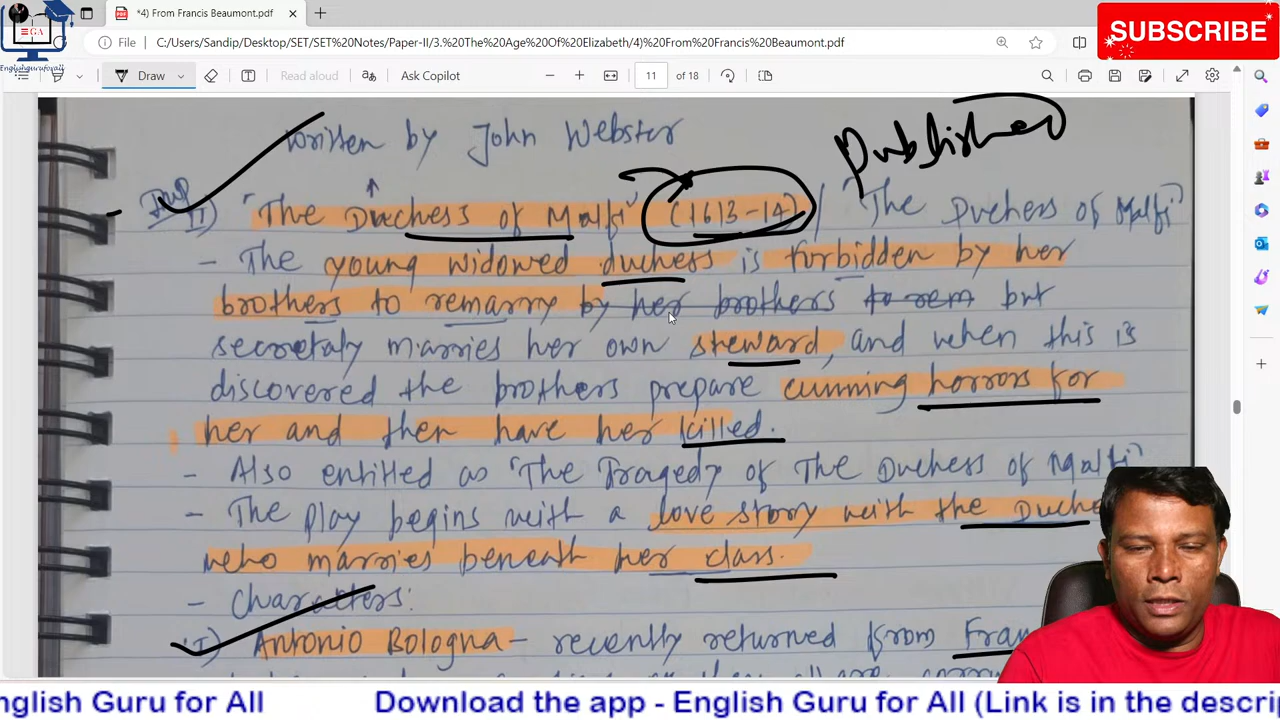 EGA
Englishguruforall
*4) From Francis Beaumont.pdf
File C:/Users/Sandip/Desktop/SET/SET%20Notes/Paper-II/3.%20The%20Age%20Of%20Elizabeth/4)%20From%20Francis%20Beaumont.pdf
SUBSCRIBE
Draw Read aloud Ask Copilot 11 of 18
written by John Webster
Published
Imp
II) 'The Duchess of Malfi' (1613-14) / 'The Duchess of Malfi'
- The young widowed duchess is forbidden by her
brothers to remarry by her brothers to rem but
secretaly marries her own steward, and when this is
discovered the brothers prepare cunning horrors for
her and then have her killed.
- Also entitled as 'The Tragedy of The Duchess of Malfi'
- The play begins with a love story with the Duche
who marries beneath her class.
- Characters:
I) Antonio Bologna - recently returned from Fran
nglish Guru for All Download the app - English Guru for All (Link is in the descri